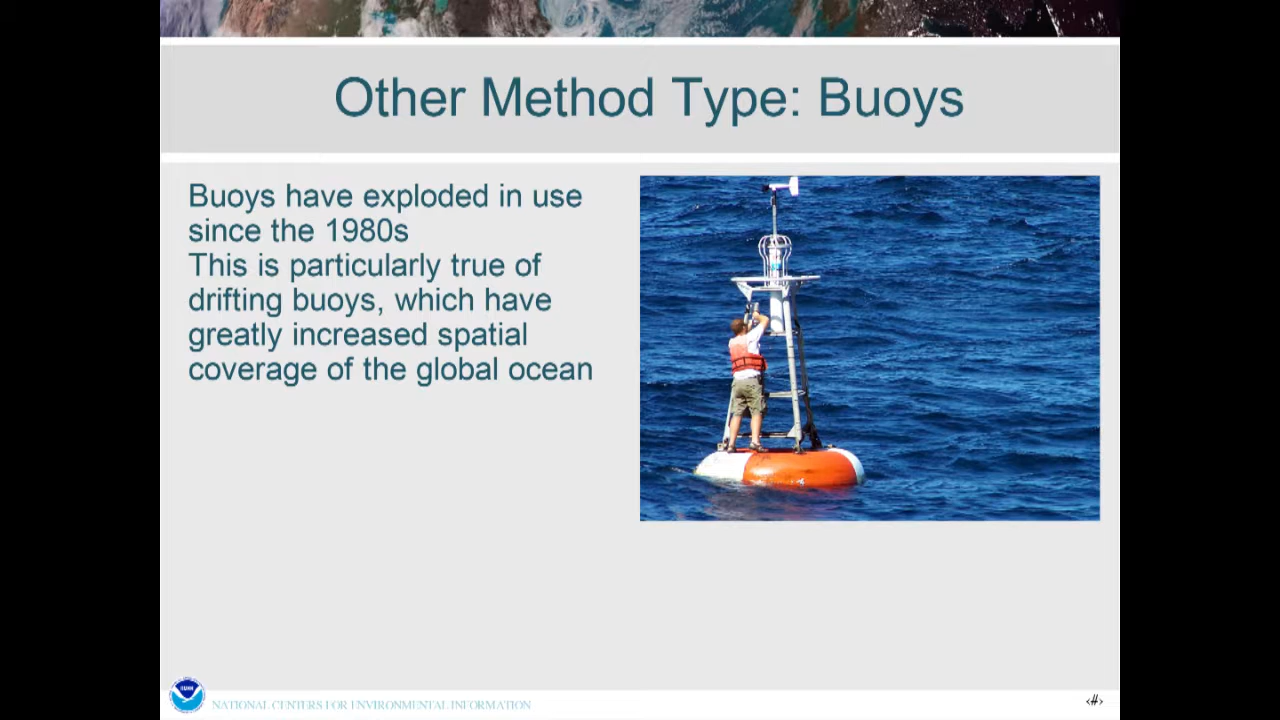 Other Method Type: Buoys
Buoys have exploded in use
since the 1980s
This is particularly true of
drifting buoys, which have
greatly increased spatial
coverage of the global ocean
NATIONAL CENTERS FOR ENVIRONMENTAL INFORMATION
‹#›